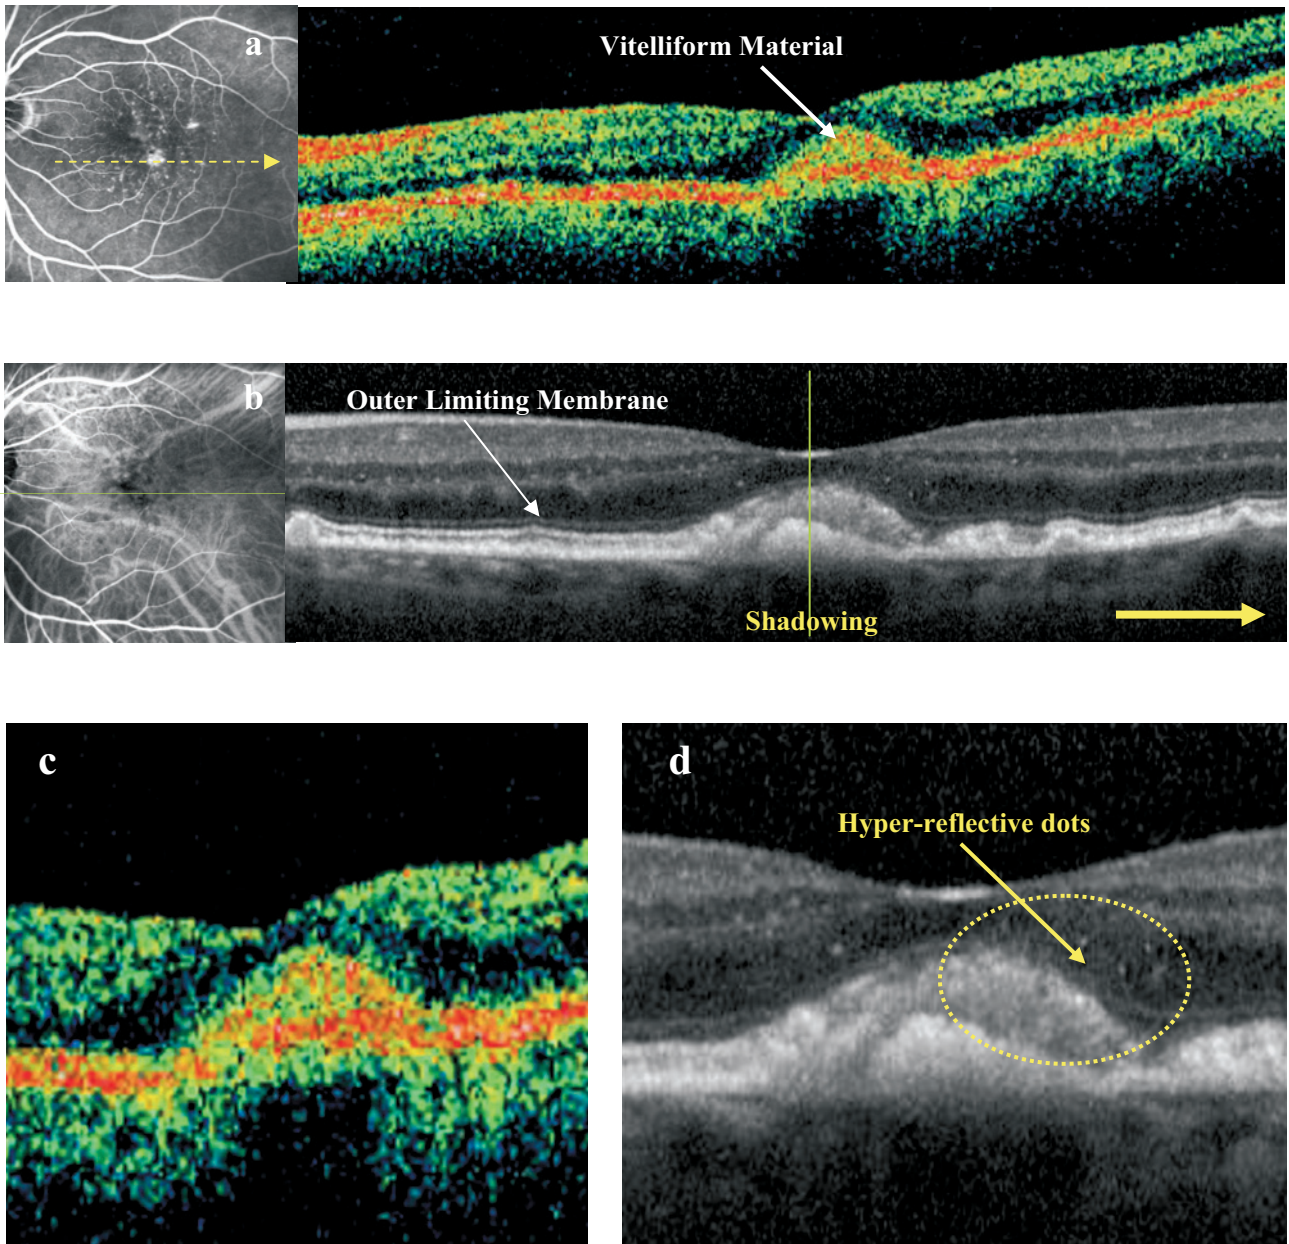 a
Vitelliform Material
b
Outer Limiting Membrane
Shadowing
c
d
Hyper-reflective dots